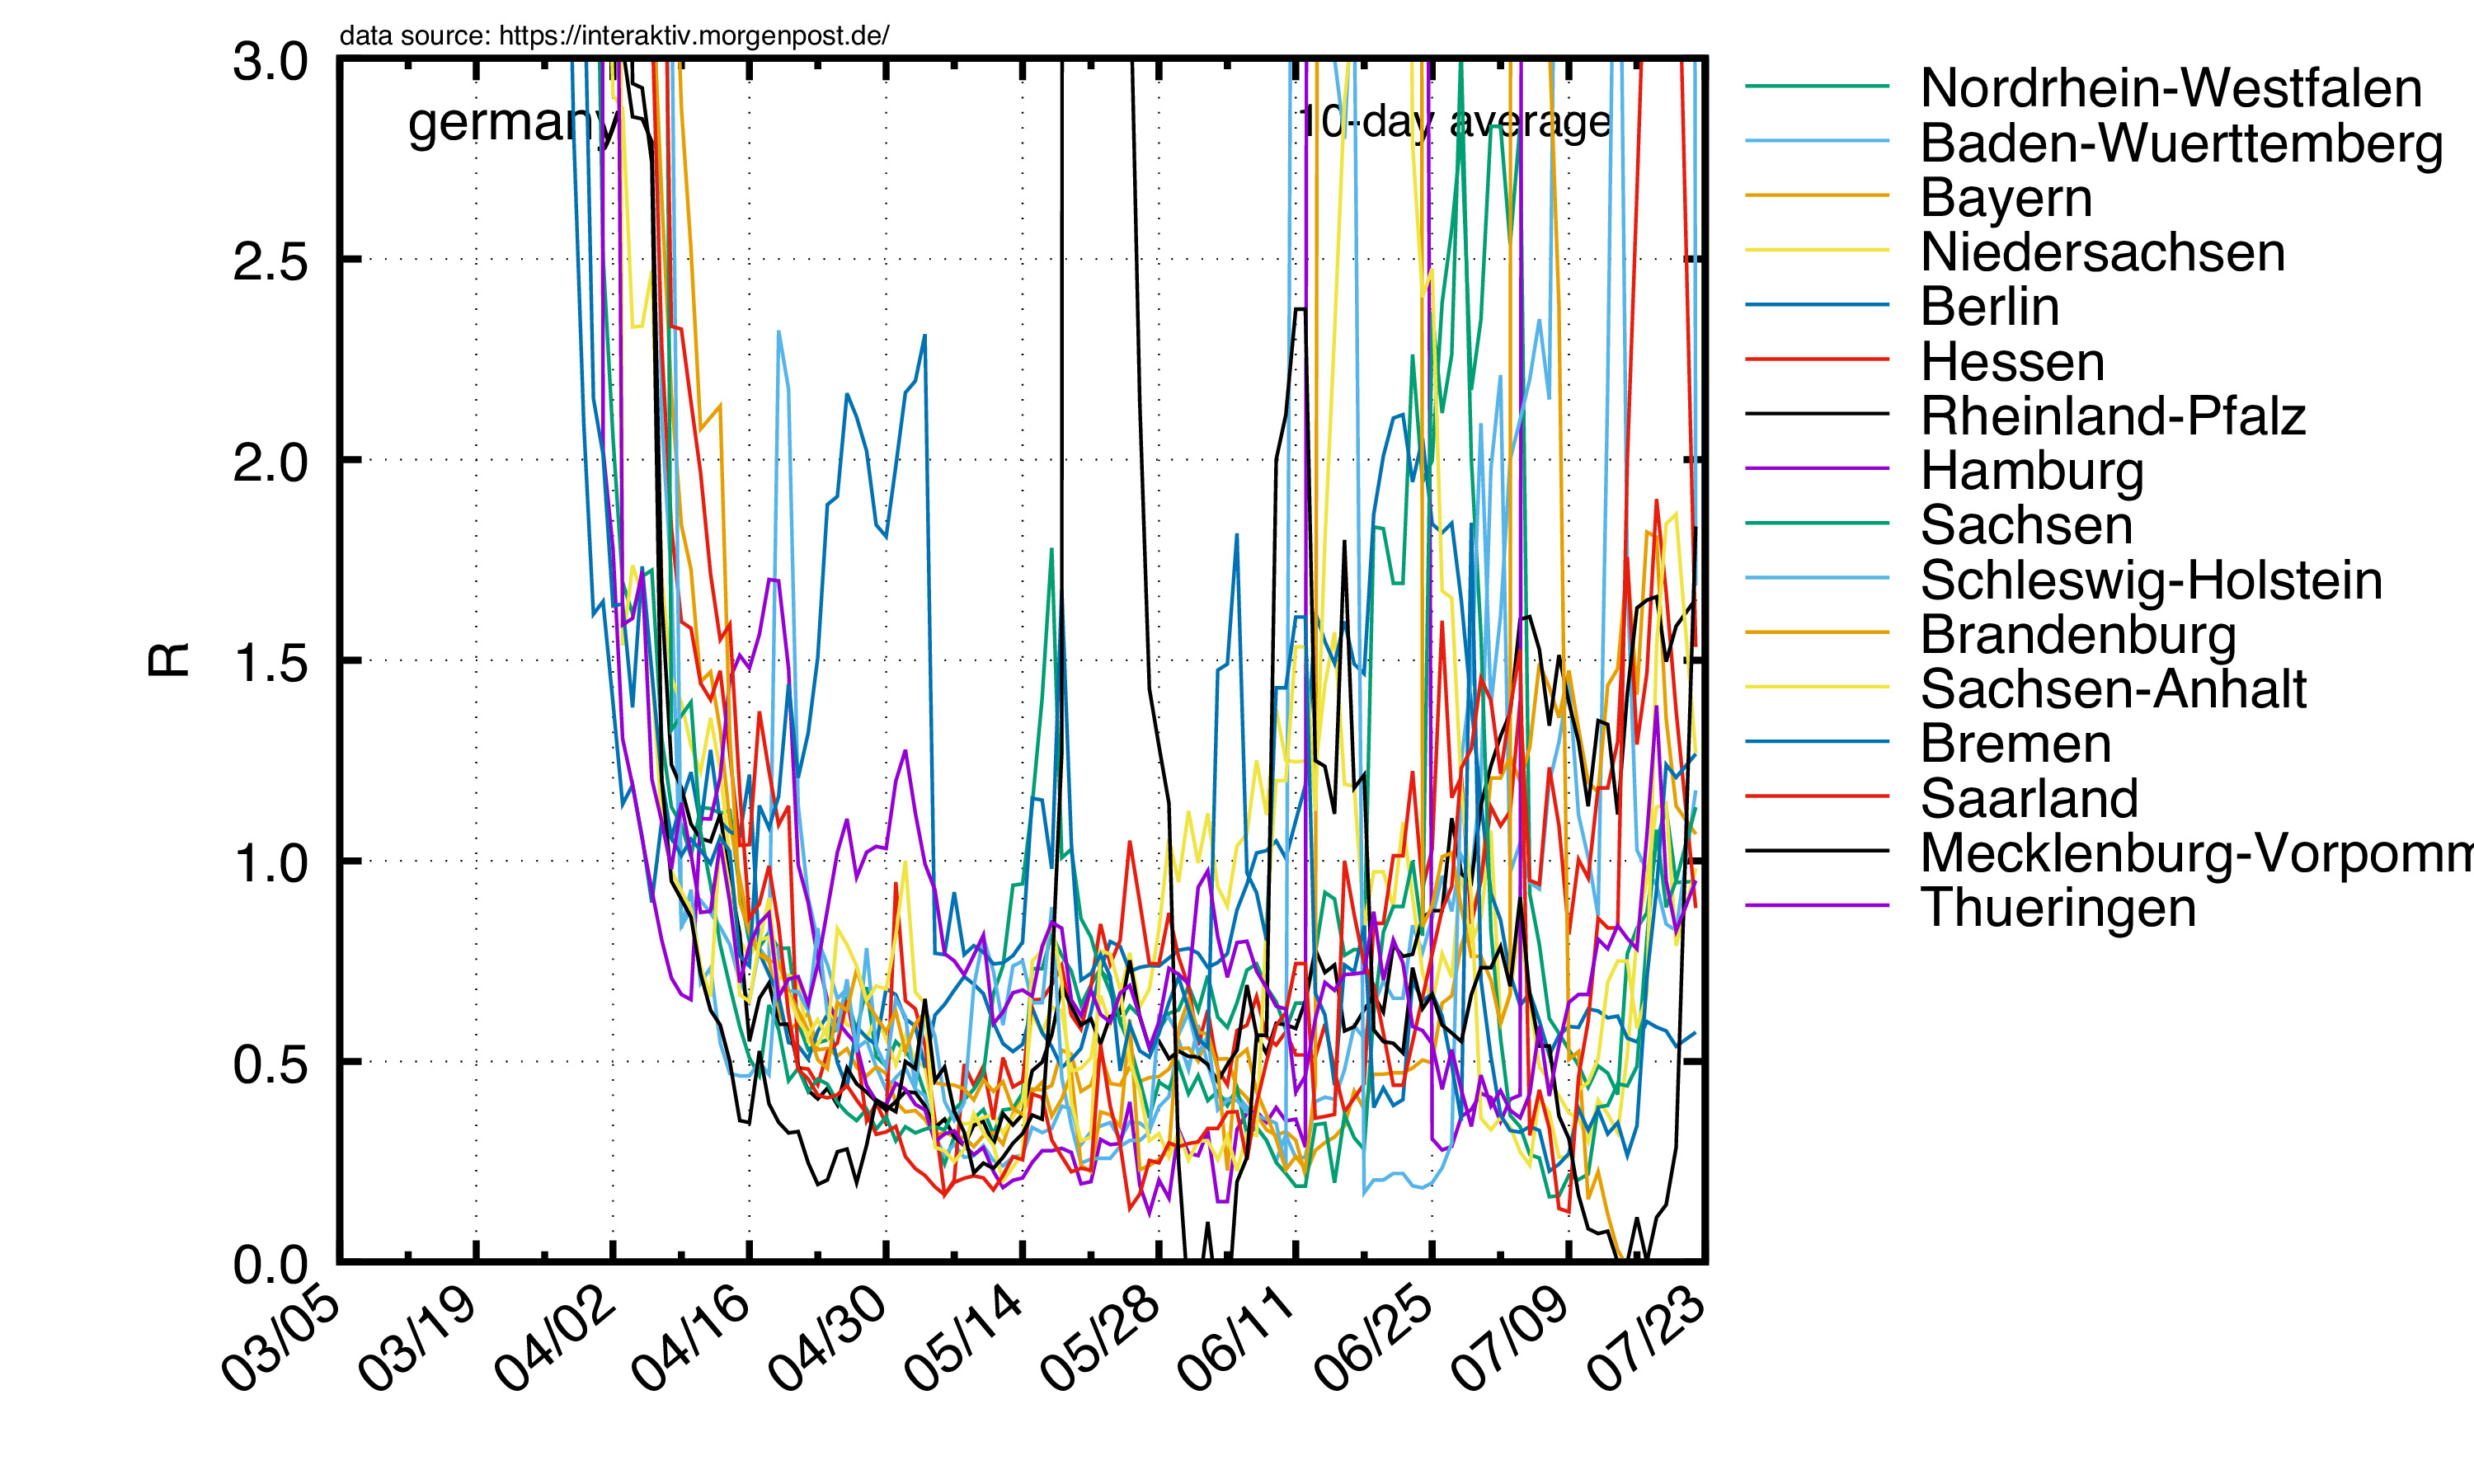 data source: https://interaktiv.morgenpost.de/
germany
10-day average
R
3.0
2.5
2.0
1.5
1.0
0.5
0.0
03/05
03/19
04/02
04/16
04/30
05/14
05/28
06/11
06/25
07/09
07/23
Nordrhein-Westfalen
Baden-Wuerttemberg
Bayern
Niedersachsen
Berlin
Hessen
Rheinland-Pfalz
Hamburg
Sachsen
Schleswig-Holstein
Brandenburg
Sachsen-Anhalt
Bremen
Saarland
Mecklenburg-Vorpomm
Thueringen